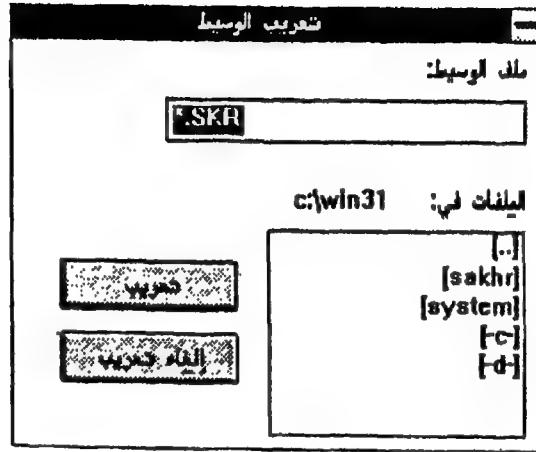 تعريب الوسيط
ملف الوسيط:
*.SKR
الملفات في: c:\win31
[..]
[sakhr]
[system]
[-c-]
[-d-]
تعريب
إلغاء تعريب